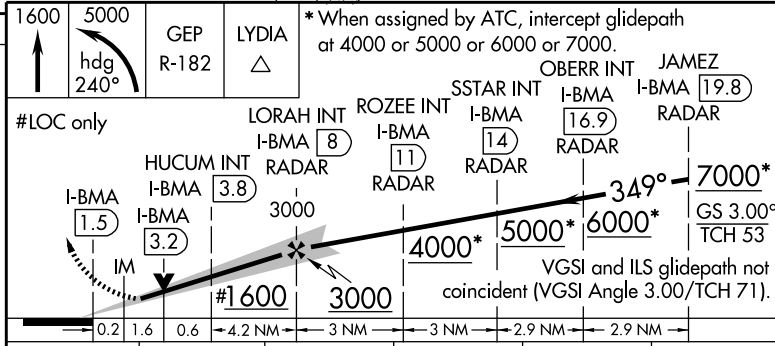 1600
5000
hdg
240°
GEP
R-182
LYDIA
* When assigned by ATC, intercept glidepath
at 4000 or 5000 or 6000 or 7000.
#LOC only
I-BMA
1.5
IM
I-BMA
3.2
HUCUM INT
I-BMA 3.8
LORAH INT
I-BMA 8
RADAR
3000
ROZEE INT
I-BMA
11
RADAR
SSTAR INT
I-BMA
14
RADAR
OBERR INT
I-BMA
16.9
RADAR
JAMEZ
I-BMA 19.8
RADAR
349°
7000*
6000*
5000*
4000*
3000
#1600
GS 3.00°
TCH 53
VGSI and ILS glidepath not
coincident (VGSI Angle 3.00/TCH 71).
0.2
1.6
0.6
4.2 NM
3 NM
3 NM
2.9 NM
2.9 NM